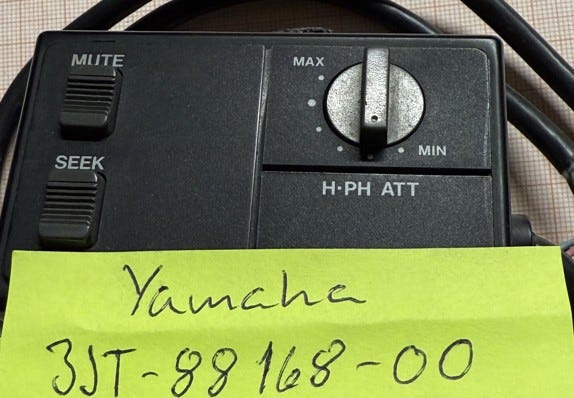 MUTE
SEEK
MAX
MIN
H·PH ATT
Yamaha
3JT-88168-00